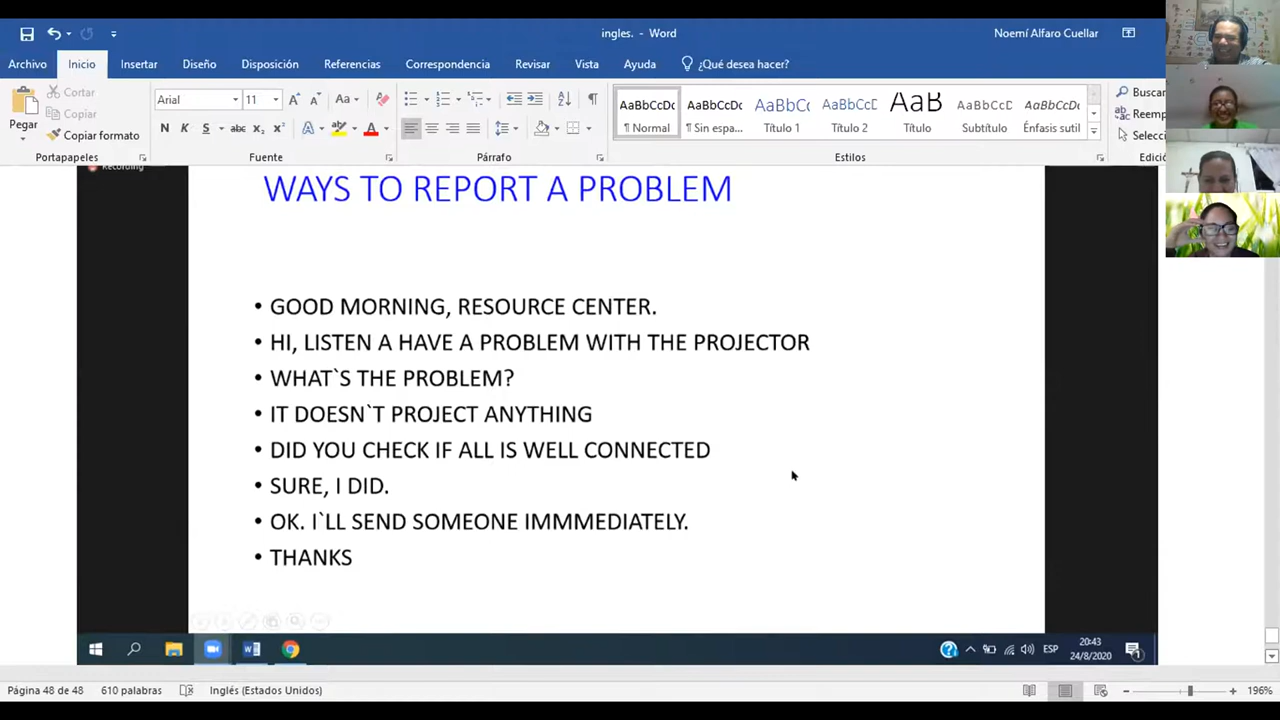 ingles. - Word
Noemí Alfaro Cuellar
Archivo Inicio Insertar Diseño Disposición Referencias Correspondencia Revisar Vista Ayuda ¿Qué desea hacer?
Pegar
Cortar
Copiar
Copiar formato
Portapapeles
Arial 11
Fuente
Párrafo
AaBbCcDc AaBbCcDc AaBbCc AaBbCcD AaB AaBbCcD AaBbCcDc
¶ Normal ¶ Sin espa... Título 1 Título 2 Título Subtítulo Énfasis sutil
Estilos
Buscar
Reemp
Selecci
Edició
Recording
WAYS TO REPORT A PROBLEM
• GOOD MORNING, RESOURCE CENTER.
• HI, LISTEN A HAVE A PROBLEM WITH THE PROJECTOR
• WHAT`S THE PROBLEM?
• IT DOESN`T PROJECT ANYTHING
• DID YOU CHECK IF ALL IS WELL CONNECTED
• SURE, I DID.
• OK. I`LL SEND SOMEONE IMMMEDIATELY.
• THANKS
ESP
20:43
24/8/2020
Página 48 de 48 610 palabras Inglés (Estados Unidos) 196%